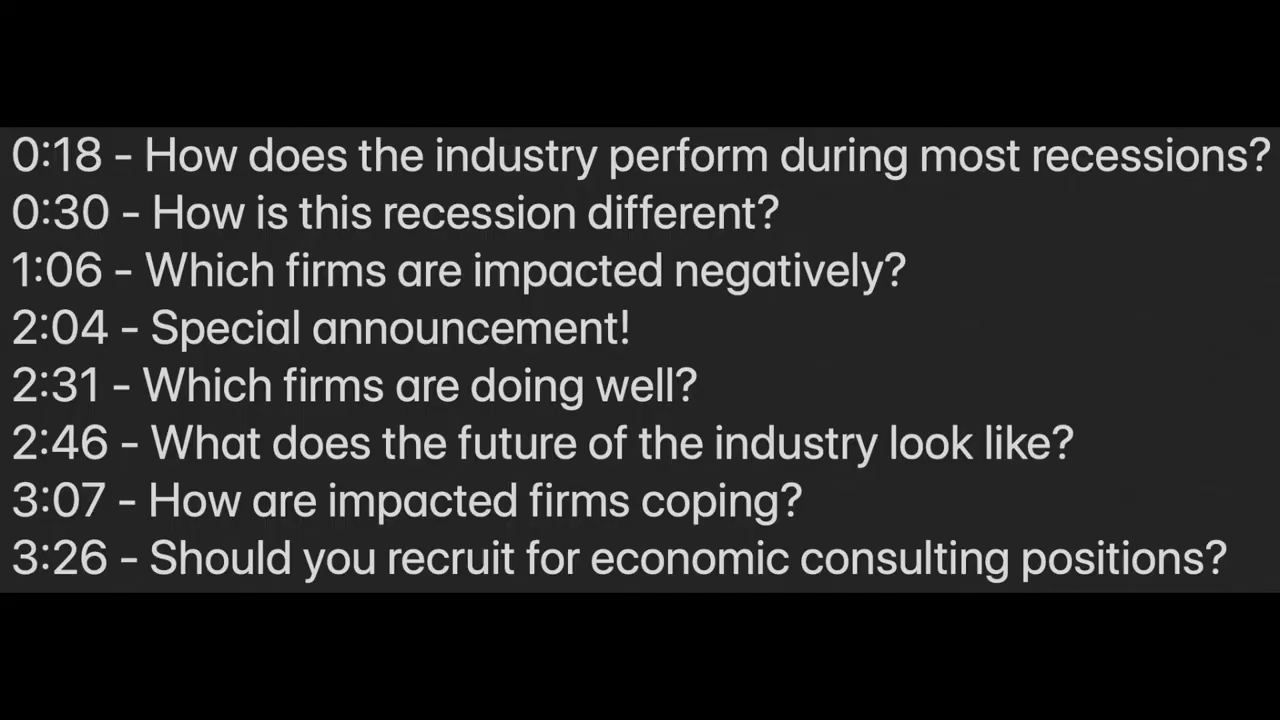 0:18 - How does the industry perform during most recessions?
0:30 - How is this recession different?
1:06 - Which firms are impacted negatively?
2:04 - Special announcement!
2:31 - Which firms are doing well?
2:46 - What does the future of the industry look like?
3:07 - How are impacted firms coping?
3:26 - Should you recruit for economic consulting positions?